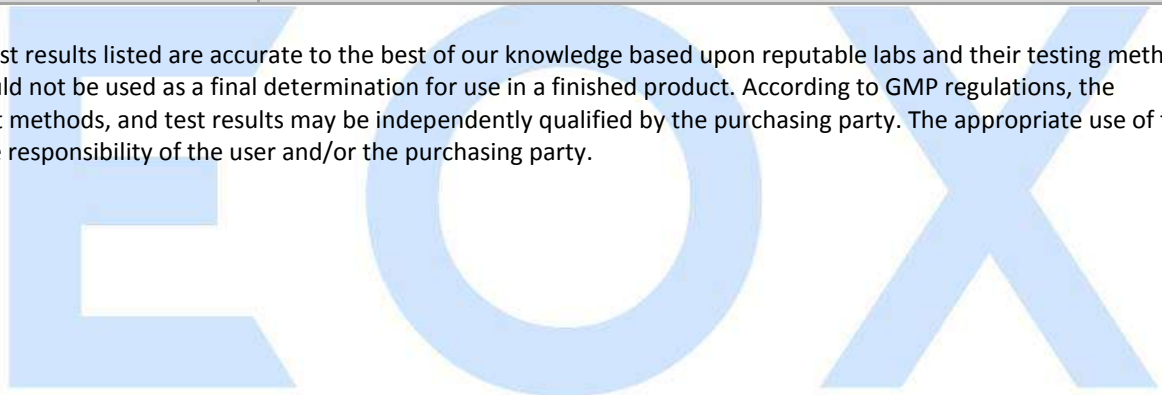 st results listed are accurate to the best of our knowledge based upon reputable labs and their testing meth
ld not be used as a final determination for use in a finished product. According to GMP regulations, the
t methods, and test results may be independently qualified by the purchasing party. The appropriate use of t
e responsibility of the user and/or the purchasing party.
EOX